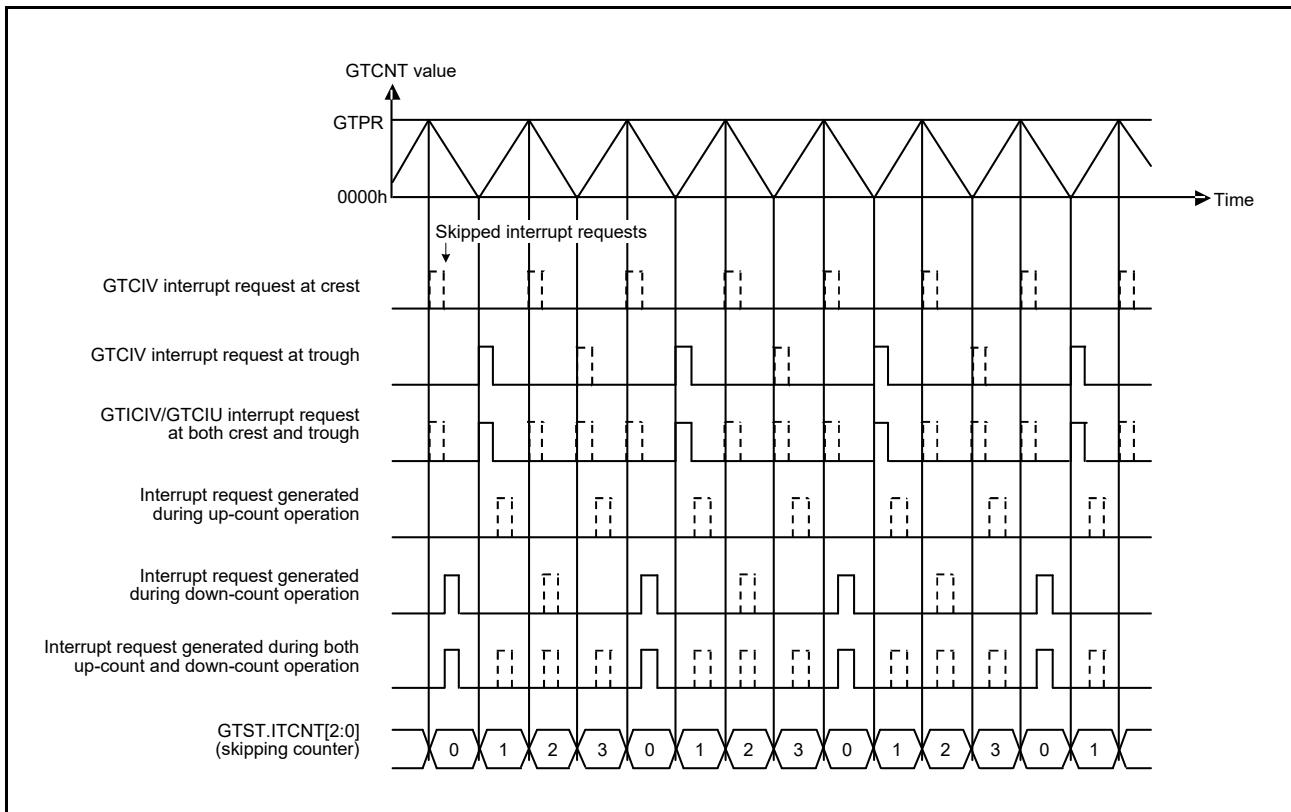 GTCNT value
GTPR
0000h
Time
Skipped interrupt requests
GTCIV interrupt request at crest
GTCIV interrupt request at trough
GTICIV/GTCIU interrupt request
at both crest and trough
Interrupt request generated
during up-count operation
Interrupt request generated
during down-count operation
Interrupt request generated during both
up-count and down-count operation
GTST.ITCNT[2:0]
(skipping counter)
0 1 2 3 0 1 2 3 0 1 2 3 0 1